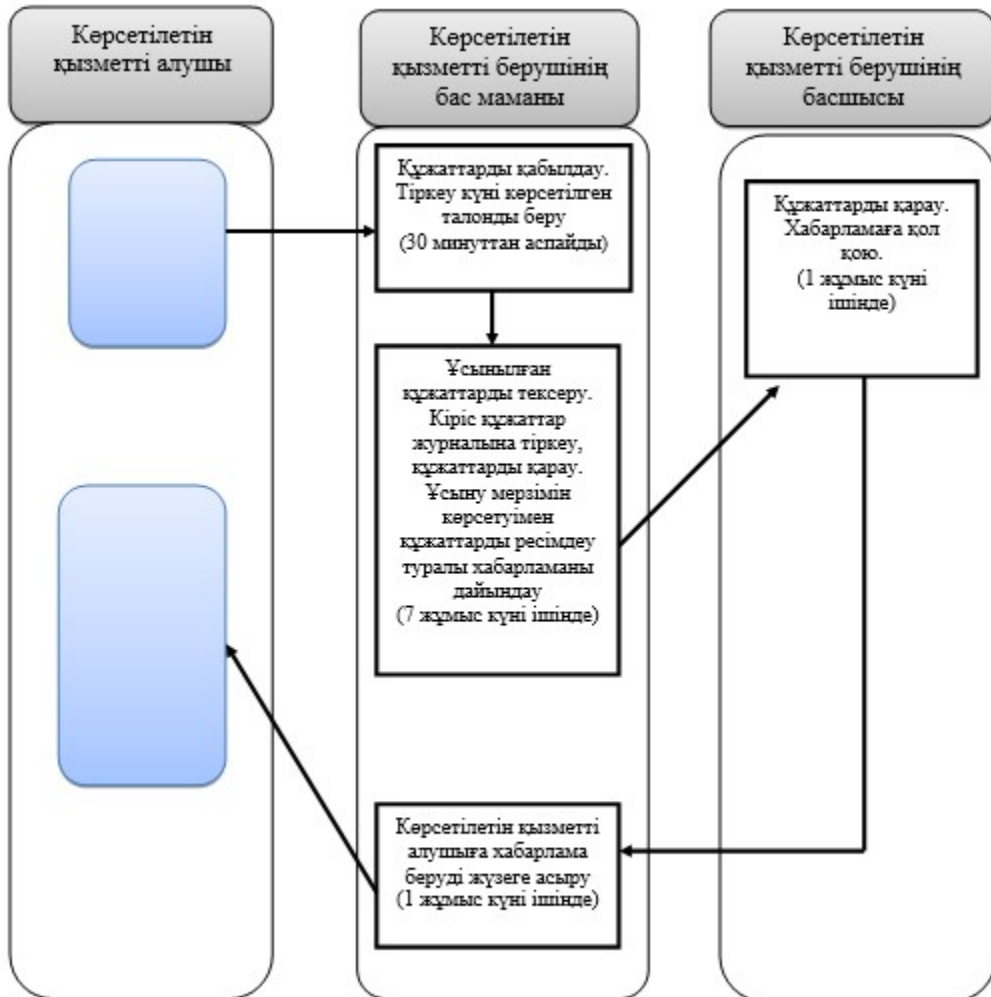 Көрсетілетін
қызметті алушы
Көрсетілетін
қызметті берушінің
бас маманы
Көрсетілетін
қызметті берушінің
басшысы
Құжаттарды қабылдау.
Тіркеу күні көрсетілген
талонды беру
(30 минуттан аспайды)
Құжаттарды қарау.
Хабарламаға қол
қою.
(1 жұмыс күні
ішінде)
Ұсынылған
құжаттарды тексеру.
Кіріс құжаттар
журналына тіркеу,
құжаттарды қарау.
Ұсыну мерзімін
көрсетуімен
құжаттарды ресімдеу
туралы хабарламаны
дайындау
(7 жұмыс күні ішінде)
Көрсетілетін қызметті
алушыға хабарлама
беруді жүзеге асыру
(1 жұмыс күні ішінде)